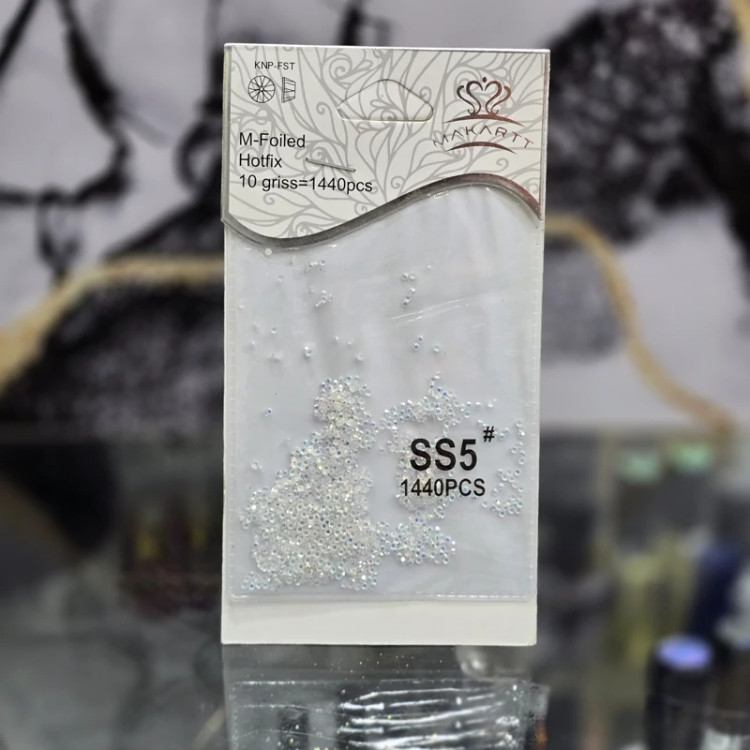 KNP-FST
M-Foiled
Hotfix
10 griss=1440pcs
MAKARTT
SS5#
1440PCS